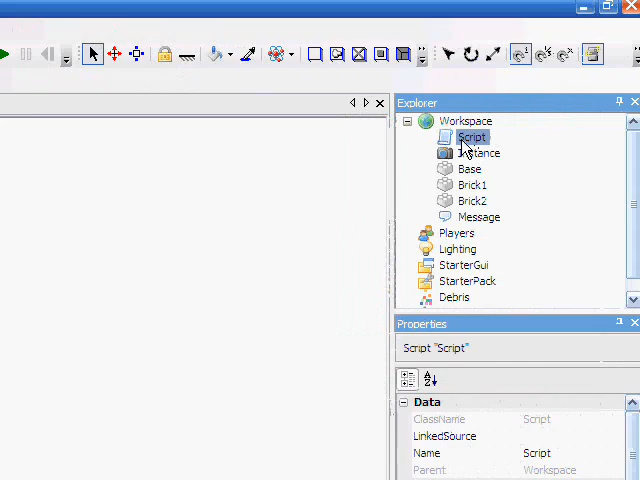 Explorer
Workspace
Script
Instance
Base
Brick1
Brick2
Message
Players
Lighting
StarterGui
StarterPack
Debris
Properties
Script "Script"
Data
ClassName Script
LinkedSource
Name Script
Parent Workspace